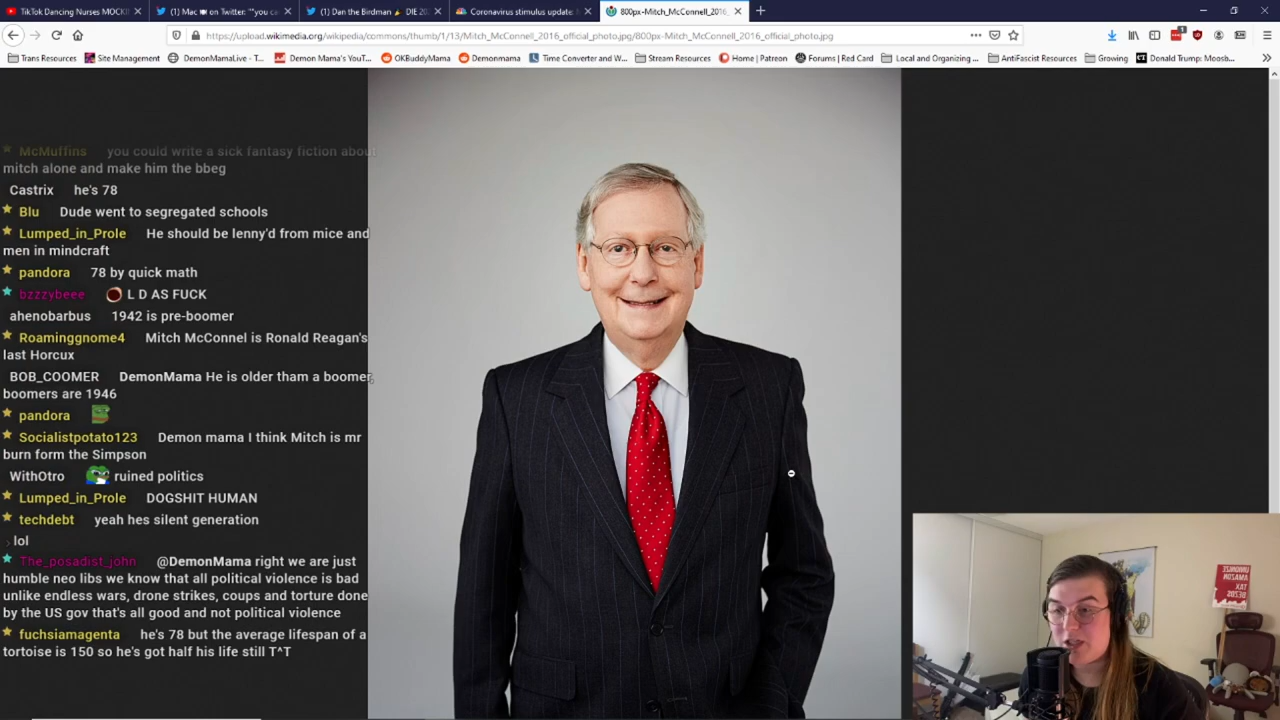 TikTok Dancing Nurses MOCKI
(1) Mac on Twitter: "you ca
(1) Dan the Birdman DIE 20
Coronavirus stimulus update:
800px-Mitch_McConnell_2016_
https://upload.wikimedia.org/wikipedia/commons/thumb/1/13/Mitch_McConnell_2016_official_photo.jpg/800px-Mitch_McConnell_2016_official_photo.jpg
Trans Resources Site Management DemonMamaLive - T... Demon Mama's YouT... OKBuddyMama Demonmama Time Converter and W... Stream Resources Home | Patreon Forums | Red Card Local and Organizing ... AntiFascist Resources Growing Donald Trump: Moosb...
McMuffins you could write a sick fantasy fiction about
mitch alone and make him the bbeg
Castrix he's 78
Blu Dude went to segregated schools
Lumped_in_Prole He should be lenny'd from mice and
men in mindcraft
pandora 78 by quick math
bzzzybeee L D AS FUCK
ahenobarbus 1942 is pre-boomer
Roaminggnome4 Mitch McConnel is Ronald Reagan's
last Horcux
BOB_COOMER DemonMama He is older tham a boomer,
boomers are 1946
pandora
Socialistpotato123 Demon mama I think Mitch is mr
burn form the Simpson
WithOtro ruined politics
Lumped_in_Prole DOGSHIT HUMAN
techdebt yeah hes silent generation
lol
The_posadist_john @DemonMama right we are just
humble neo libs we know that all political violence is bad
unlike endless wars, drone strikes, coups and torture done
by the US gov that's all good and not political violence
fuchsiamagenta he's 78 but the average lifespan of a
tortoise is 150 so he's got half his life still T^T
UNIONIZE
AMAZON
TAX
BEZOS